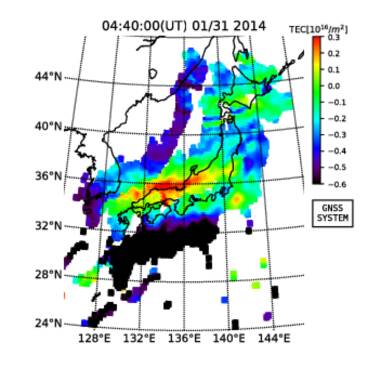 04:40:00(UT) 01/31 2014
TEC[10¹⁶/m²]
0.3
0.2
0.1
0.0
−0.1
−0.2
−0.3
−0.4
−0.5
−0.6
GNSS
SYSTEM
44°N
40°N
36°N
32°N
28°N
24°N
128°E 132°E 136°E 140°E 144°E